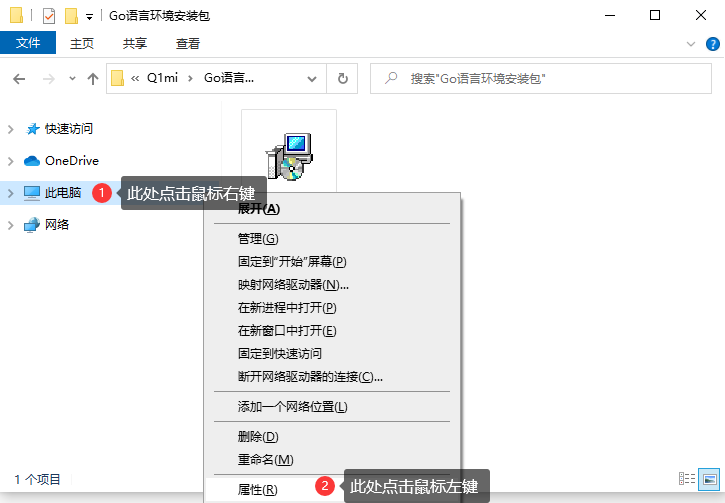 Go语言环境安装包
文件 主页 共享 查看
« Q1mi › Go语言... 搜索"Go语言环境安装包"
快速访问
OneDrive
此电脑 1 此处点击鼠标右键
网络
展开(A)
管理(G)
固定到"开始"屏幕(P)
映射网络驱动器(N)...
在新进程中打开(P)
在新窗口中打开(E)
固定到快速访问
断开网络驱动器的连接(C)...
添加一个网络位置(L)
删除(D)
重命名(M)
属性(R) 2 此处点击鼠标左键
1 个项目